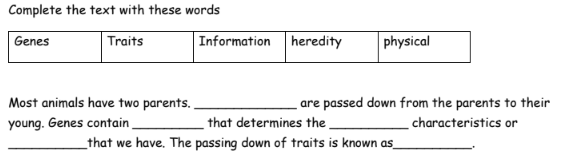 Complete the text with these words
Genes Traits Information heredity physical
Most animals have two parents. ______________ are passed down from the parents to their
young. Genes contain __________ that determines the ___________ characteristics or
___________that we have. The passing down of traits is known as___________.